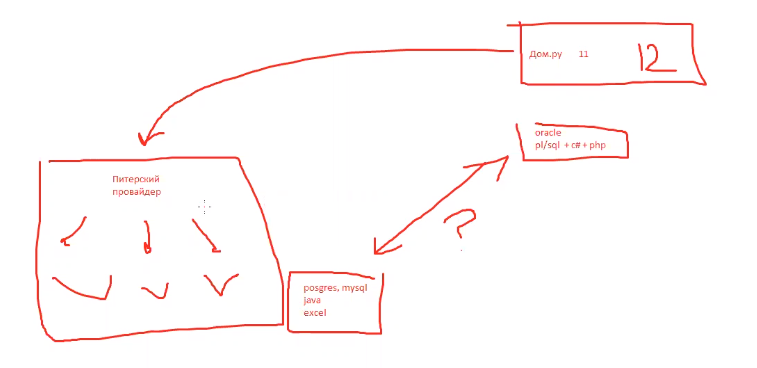 Дом.ру 11 12
oracle
pl/sql + c# + php
Питерский
провайдер
?
posgres, mysql
java
excel